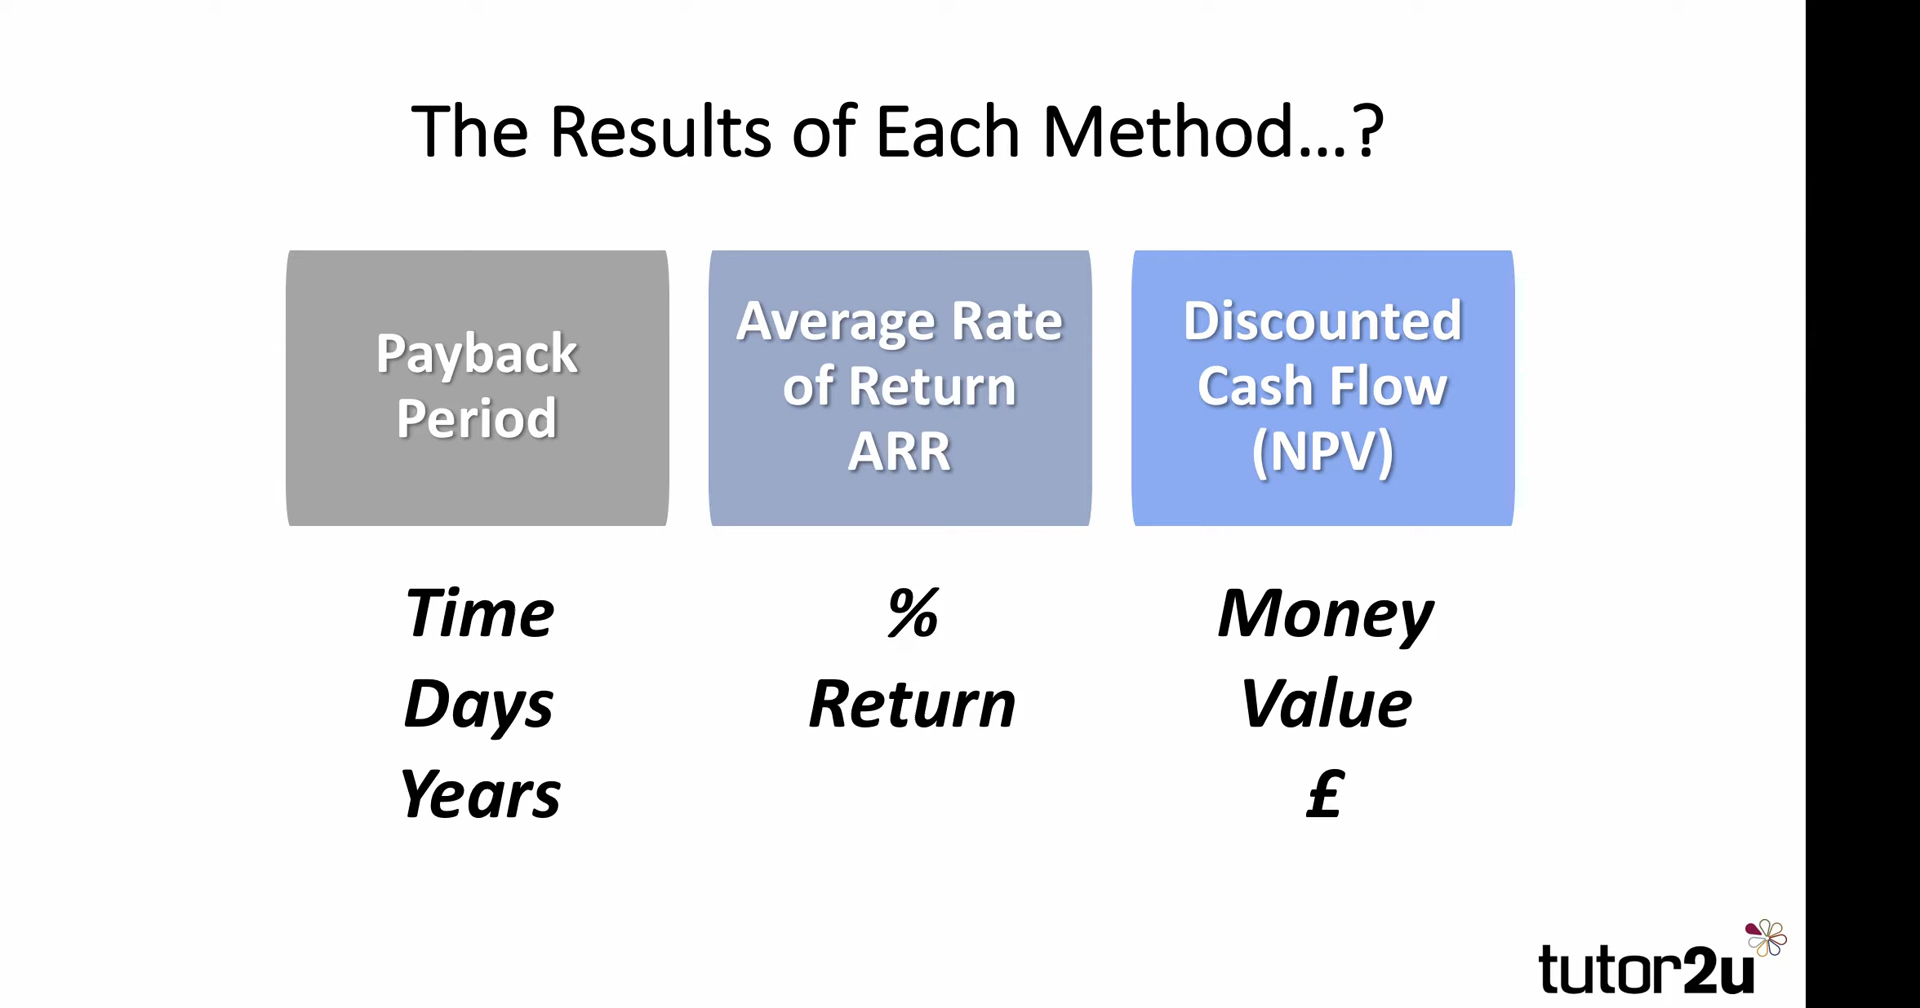 The Results of Each Method...?
Payback
Period
Average Rate
of Return
ARR
Discounted
Cash Flow
(NPV)
Time
Days
Years
%
Return
Money
Value
£
tutor2u